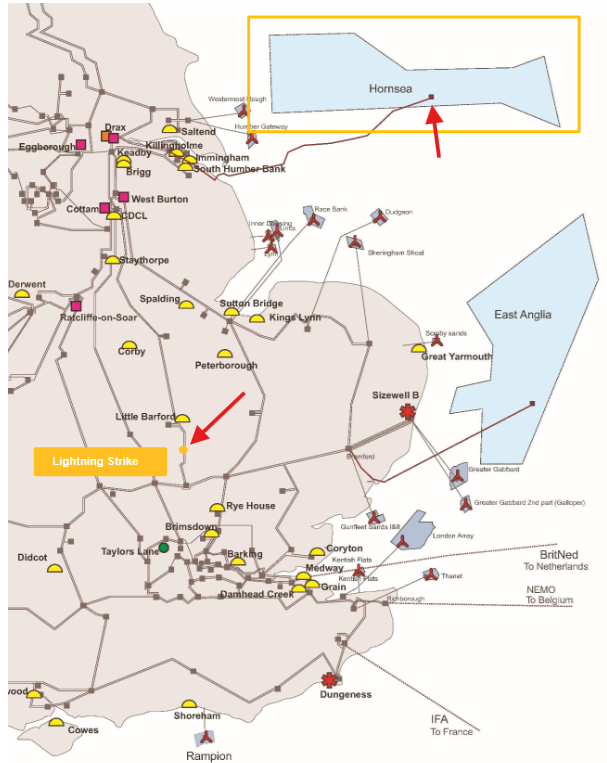 Hornsea
Westermost Rough
Humber Gateway
Drax
Saltend
Eggborough
Killingholme
Keadby
Immingham
Brigg
South Humber Bank
West Burton
Cottam
CDCL
Race Bank
Dudgeon
Inner Dowsing
Lincs
Lynn
Sheringham Shoal
Staythorpe
Derwent
Spalding
Sutton Bridge
Ratcliffe-on-Soar
Kings Lynn
East Anglia
Scroby sands
Corby
Peterborough
Great Yarmouth
Sizewell B
Little Barford
Lightning Strike
Bramford
Greater Gabbard
Greater Gabbard 2nd part (Galloper)
Rye House
Gunfleet Sands I&II
Brimsdown
London Array
Taylors Lane
Barking
Coryton
Didcot
Medway
Kentish Flats
Kentish Flats
BritNed
To Netherlands
Grain
Thanet
Damhead Creek
Richborough
NEMO
To Belgium
Dungeness
wood
Shoreham
IFA
To France
Cowes
Rampion